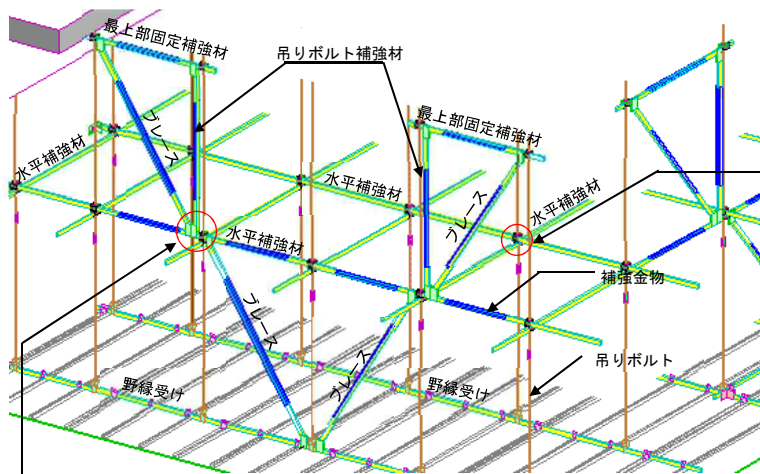 最上部固定補強材
吊りボルト補強材
ブレース
最上部固定補強材
水平補強材
水平補強材
ブレース
水平補強材
水平補強材
補強金物
ブレース
吊りボルト
ブレース
野縁受け
野縁受け